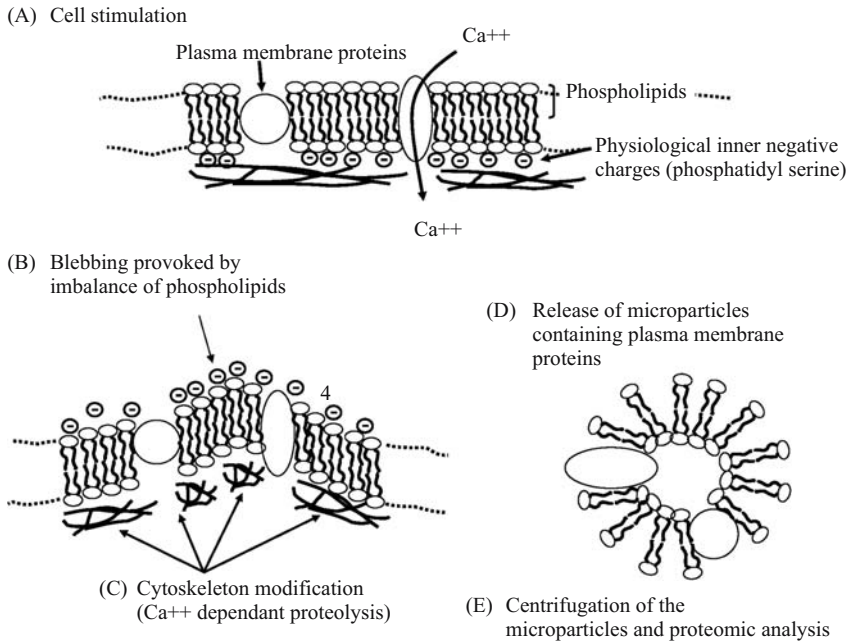 (A) Cell stimulation
Ca++
Plasma membrane proteins
Phospholipids
Physiological inner negative
charges (phosphatidyl serine)
Ca++
(B) Blebbing provoked by
imbalance of phospholipids
(D) Release of microparticles
containing plasma membrane
proteins
4
(C) Cytoskeleton modification
(Ca++ dependant proteolysis)
(E) Centrifugation of the
microparticles and proteomic analysis